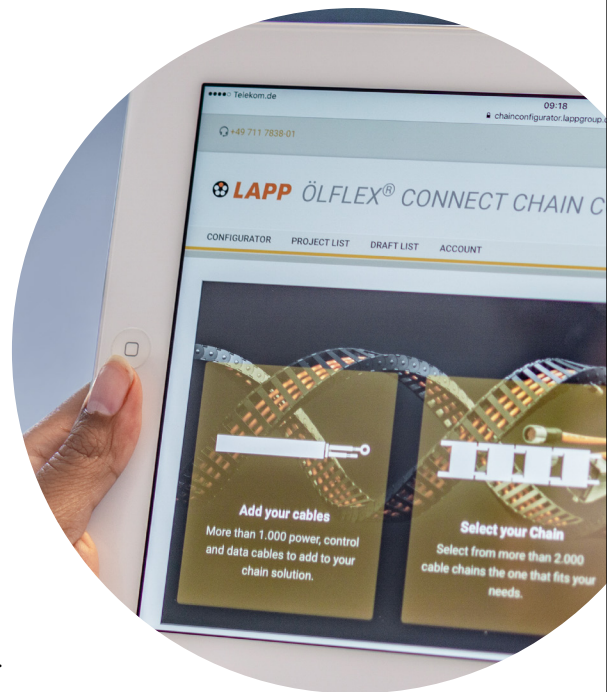 Telekom.de
09:18
chainconfigurator.lappgroup.
+49 711 7838-01
LAPP ÖLFLEX® CONNECT CHAIN C
CONFIGURATOR PROJECT LIST DRAFT LIST ACCOUNT
Add your cables
More than 1.000 power, control
and data cables to add to your
chain solution.
Select your Chain
Select from more than 2.000
cable chains the one that fits your
needs.